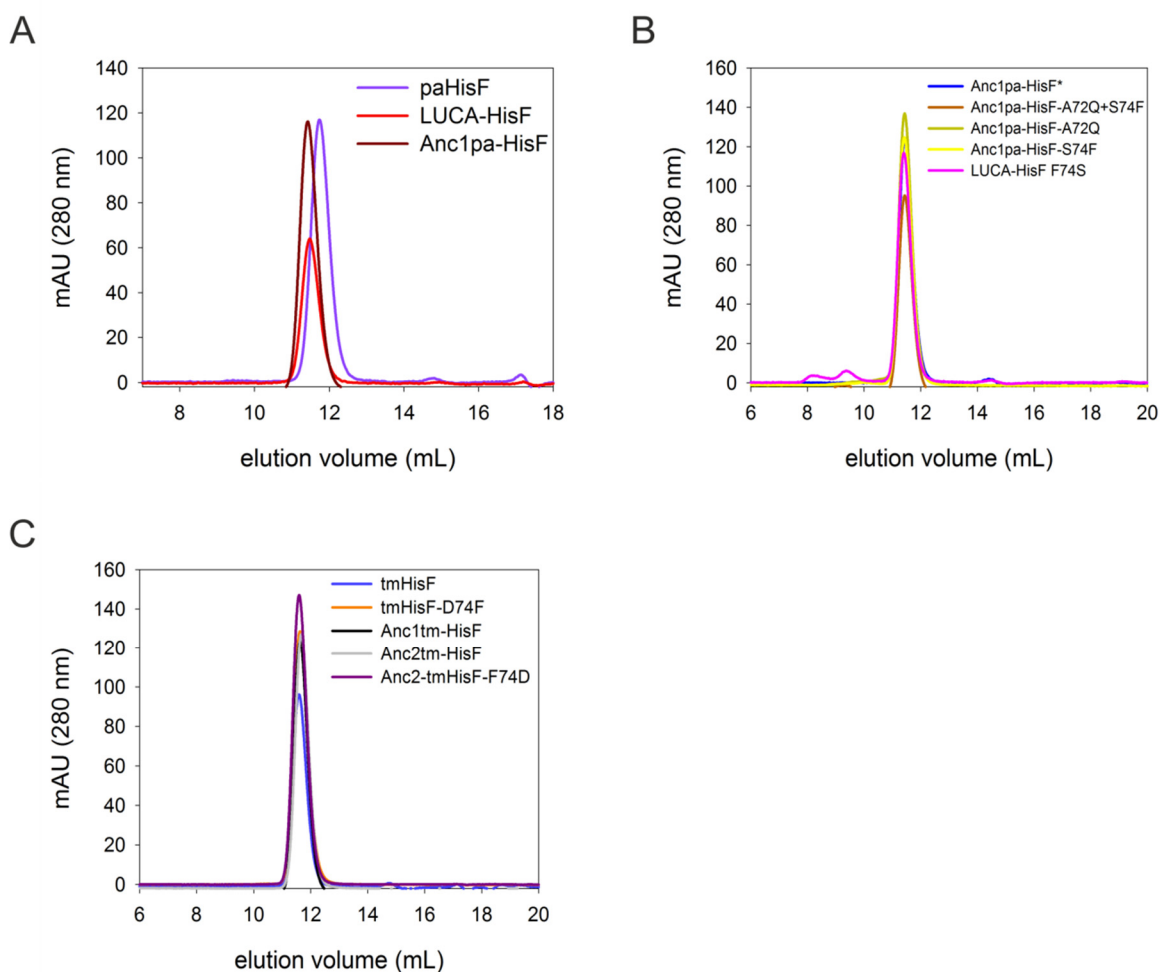 A
140
120
100
80
60
40
20
0
mAU (280 nm)
paHisF
LUCA-HisF
Anc1pa-HisF
8 10 12 14 16 18
elution volume (mL)
B
160
140
120
100
80
60
40
20
0
mAU (280 nm)
Anc1pa-HisF*
Anc1pa-HisF-A72Q+S74F
Anc1pa-HisF-A72Q
Anc1pa-HisF-S74F
LUCA-HisF F74S
6 8 10 12 14 16 18 20
elution volume (mL)
C
160
140
120
100
80
60
40
20
0
mAU (280 nm)
tmHisF
tmHisF-D74F
Anc1tm-HisF
Anc2tm-HisF
Anc2-tmHisF-F74D
6 8 10 12 14 16 18 20
elution volume (mL)